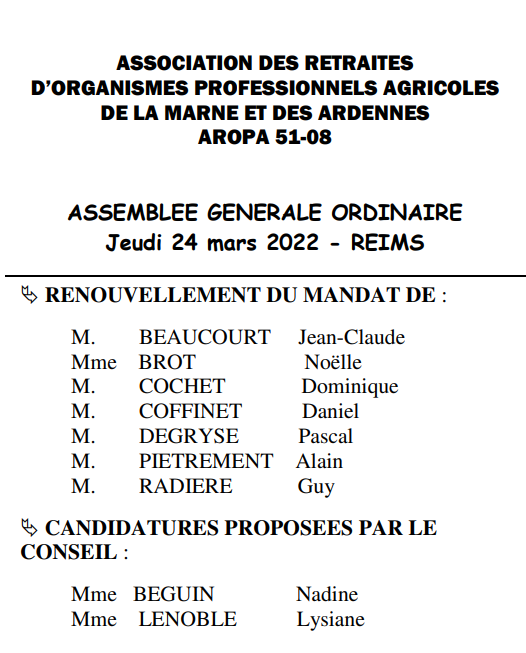 ASSOCIATION DES RETRAITES
D’ORGANISMES PROFESSIONNELS AGRICOLES
DE LA MARNE ET DES ARDENNES
AROPA 51-08
ASSEMBLEE GENERALE ORDINAIRE
Jeudi 24 mars 2022 - REIMS
RENOUVELLEMENT DU MANDAT DE :
M. BEAUCOURT Jean-Claude
Mme BROT Noëlle
M. COCHET Dominique
M. COFFINET Daniel
M. DEGRYSE Pascal
M. PIETREMENT Alain
M. RADIERE Guy
CANDIDATURES PROPOSEES PAR LE
CONSEIL :
Mme BEGUIN Nadine
Mme LENOBLE Lysiane